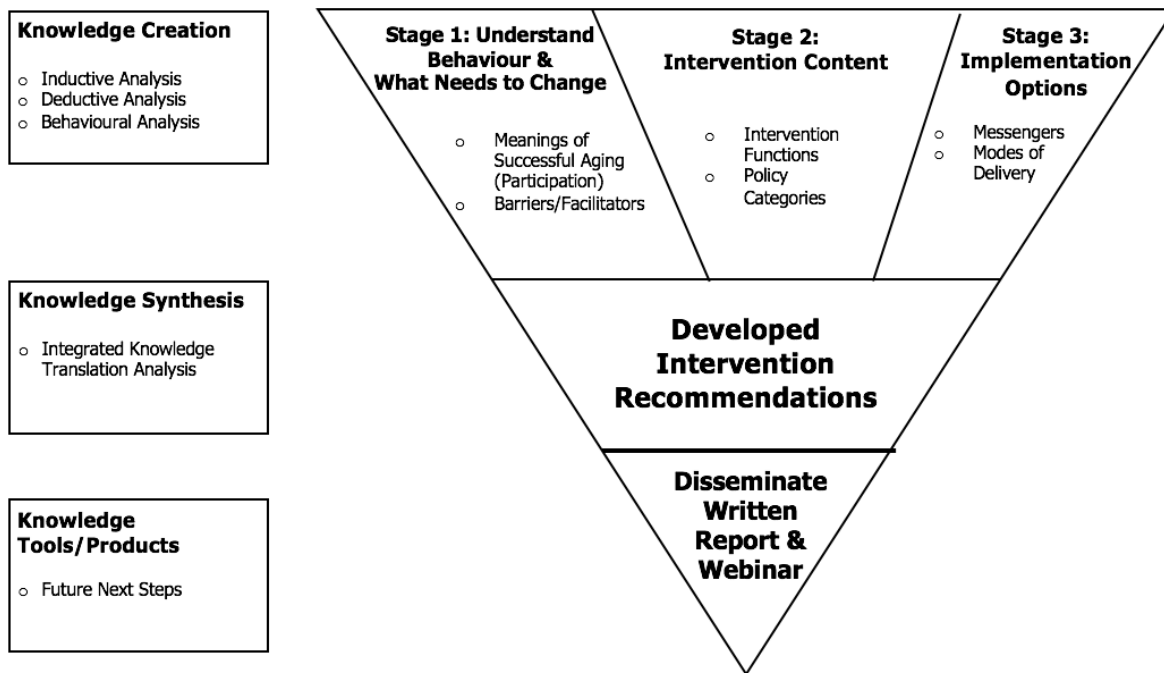 Knowledge Creation
o Inductive Analysis
o Deductive Analysis
o Behavioural Analysis
Stage 1: Understand
Behaviour &
What Needs to Change
o Meanings of
Successful Aging
(Participation)
o Barriers/Facilitators
Stage 2:
Intervention Content
o Intervention
Functions
o Policy
Categories
Stage 3:
Implementation
Options
o Messengers
o Modes of
Delivery
Knowledge Synthesis
o Integrated Knowledge
Translation Analysis
Developed
Intervention
Recommendations
Knowledge
Tools/Products
o Future Next Steps
Disseminate
Written
Report &
Webinar